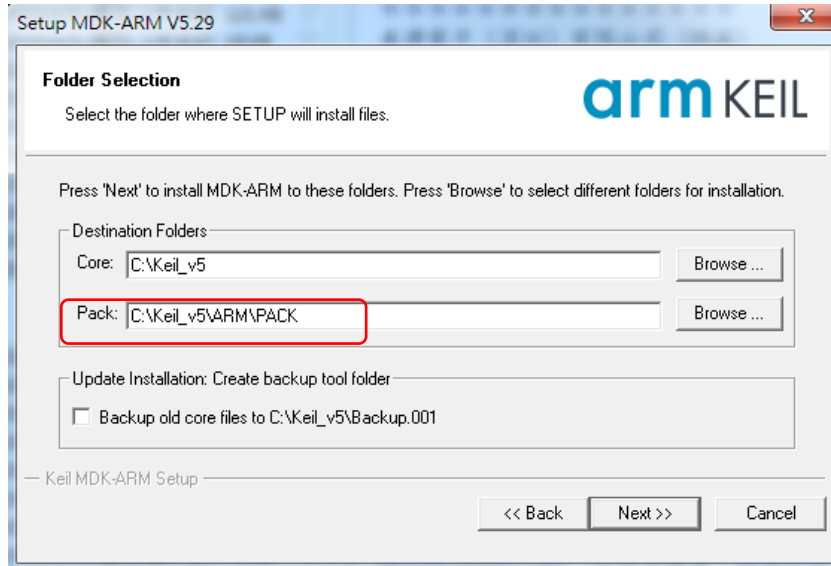 Setup MDK-ARM V5.29
Folder Selection
Select the folder where SETUP will install files.
arm KEIL
Press 'Next' to install MDK-ARM to these folders. Press 'Browse' to select different folders for installation.
Destination Folders
Core: C:\Keil_v5 Browse ...
Pack: C:\Keil_v5\ARM\PACK Browse ...
Update Installation: Create backup tool folder
Backup old core files to C:\Keil_v5\Backup.001
Keil MDK-ARM Setup
<< Back Next >> Cancel